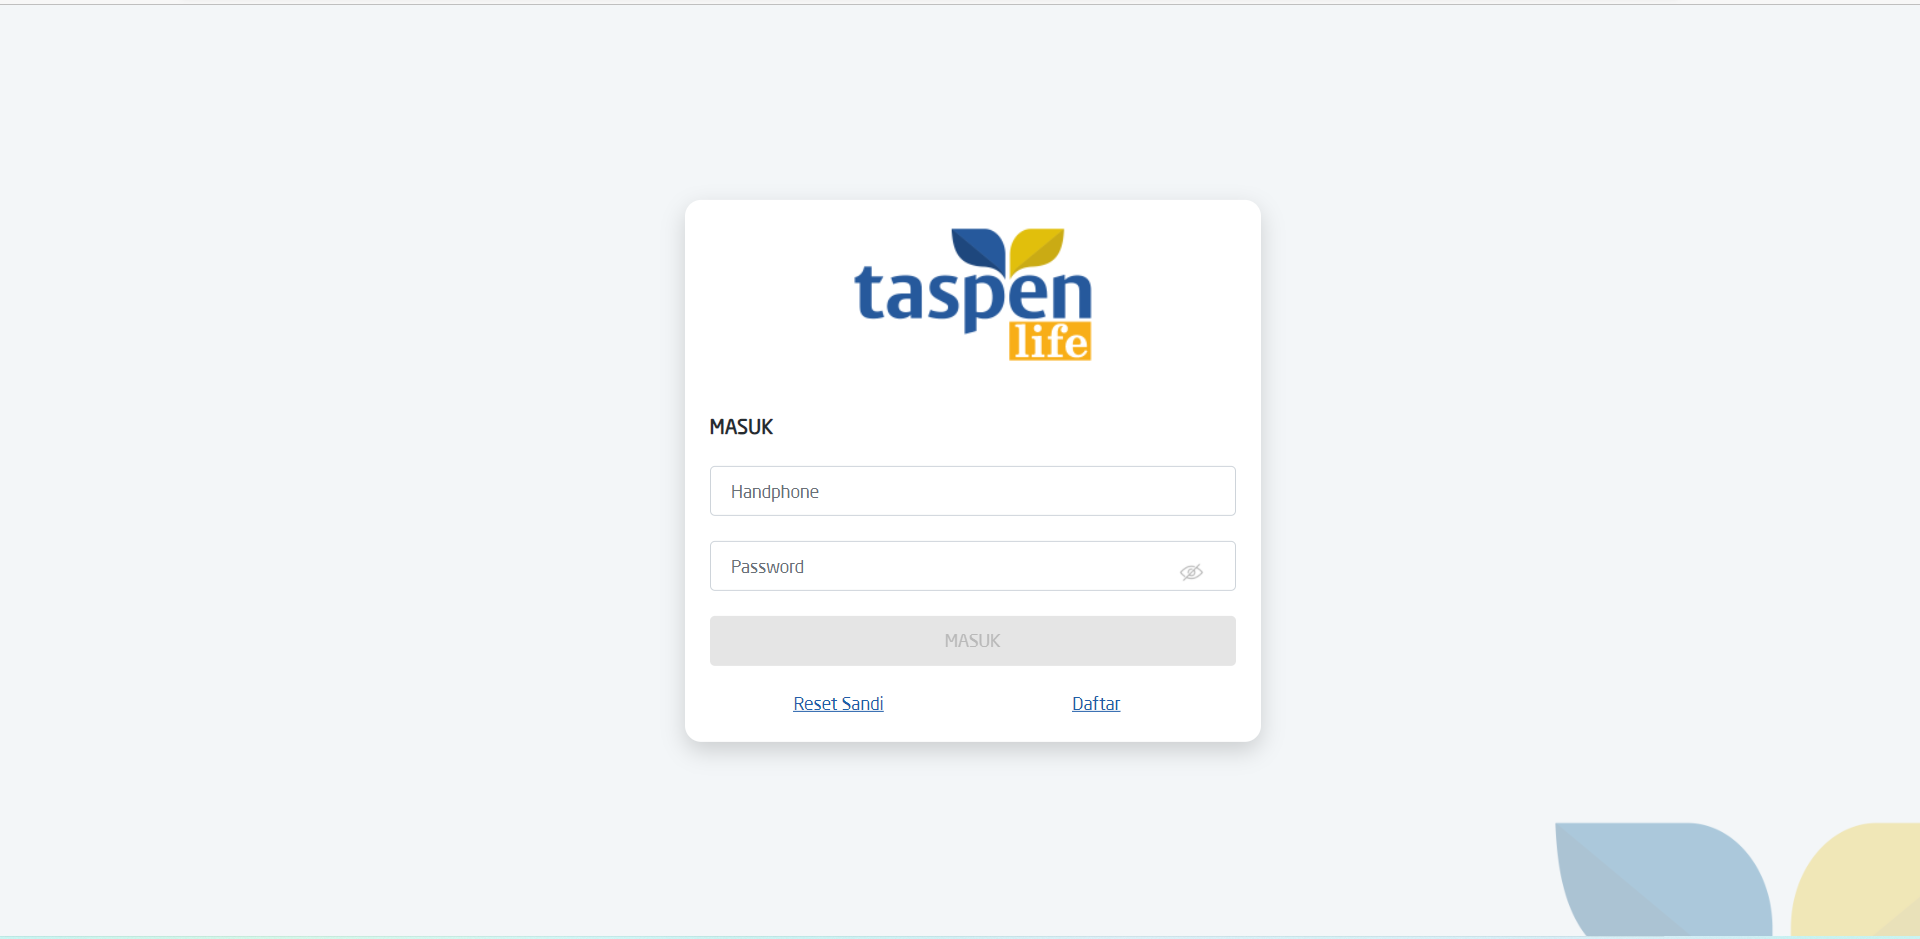 taspen
life
MASUK
Handphone
Password
MASUK
Reset Sandi
Daftar